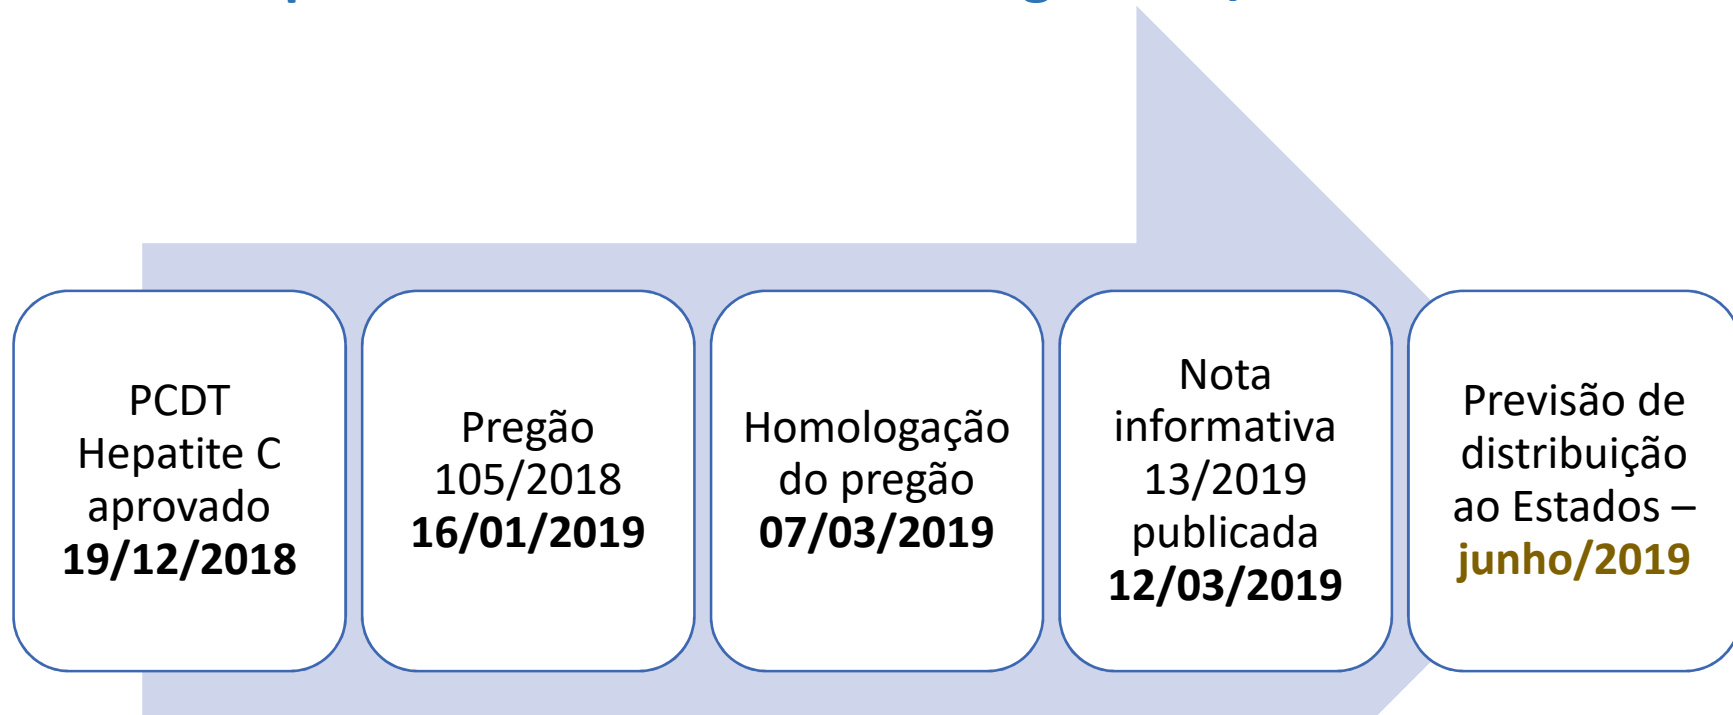 PCDT
Hepatite C
aprovado
19/12/2018
Pregão
105/2018
16/01/2019
Homologação
do pregão
07/03/2019
Nota
informativa
13/2019
publicada
12/03/2019
Previsão de
distribuição
ao Estados –
junho/2019